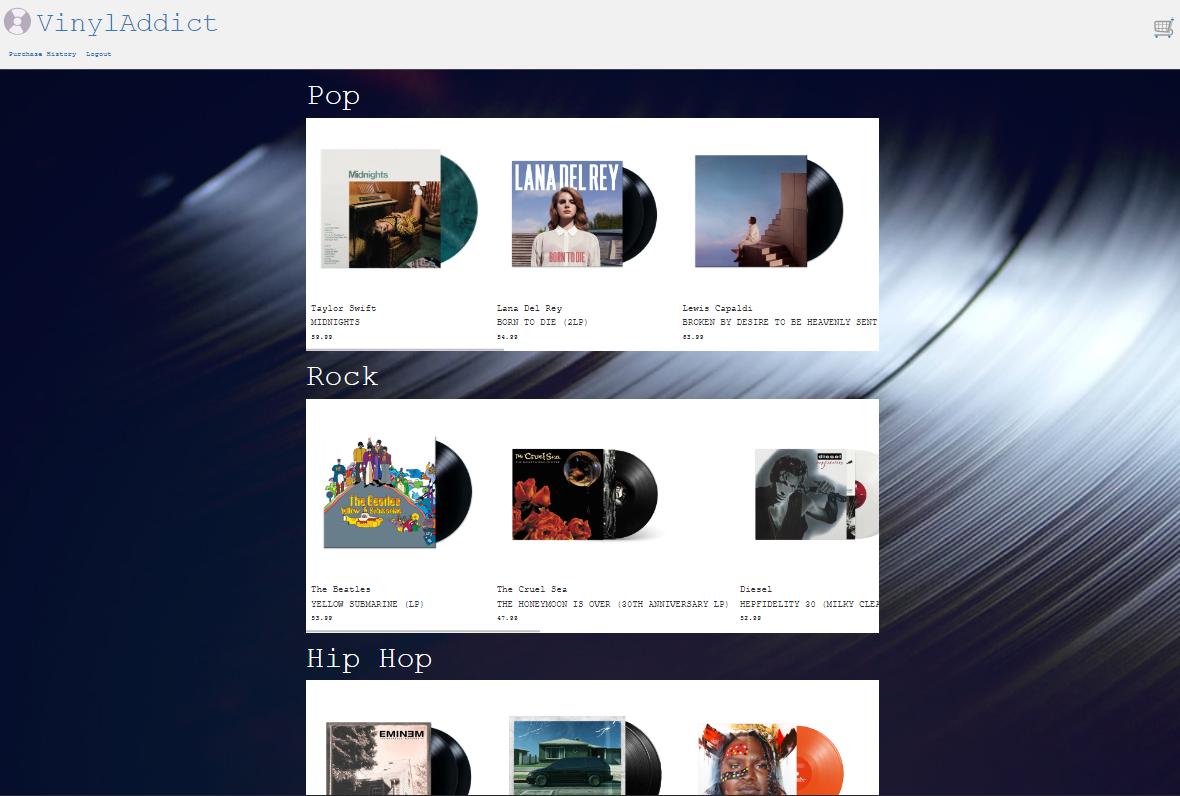 VinylAddict
Purchase History Logout
Pop
Midnights
LANA DEL REY
BORN TO DIE
Taylor Swift
MIDNIGHTS
59.99
Lana Del Rey
BORN TO DIE (2LP)
54.99
Lewis Capaldi
BROKEN BY DESIRE TO BE HEAVENLY SENT
63.99
Rock
The Beatles
Yellow Submarine
The Cruel Sea
diesel
The Beatles
YELLOW SUBMARINE (LP)
53.99
The Cruel Sea
THE HONEYMOON IS OVER (30TH ANNIVERSARY LP)
47.99
Diesel
HEPFIDELITY 30 (MILKY CLEA
52.99
Hip Hop
EMINEM